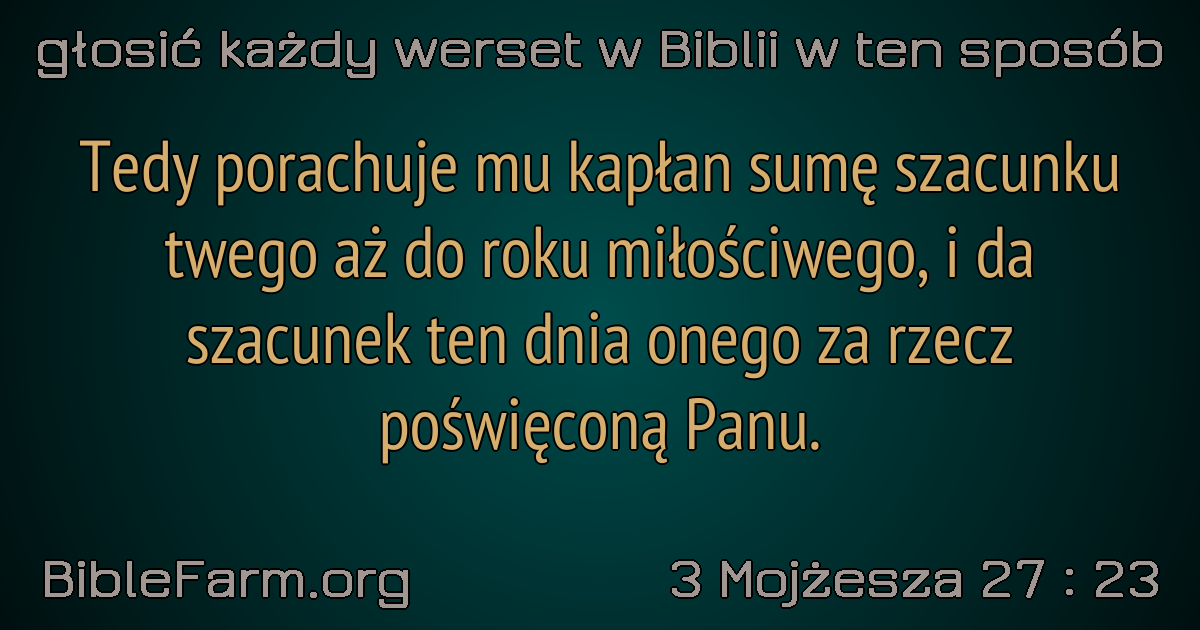 głosić każdy werset w Biblii w ten sposób
Tedy porachuje mu kapłan sumę szacunku
twego aż do roku miłościwego, i da
szacunek ten dnia onego za rzecz
poświęconą Panu.
BibleFarm.org
3 Mojżesza 27 : 23